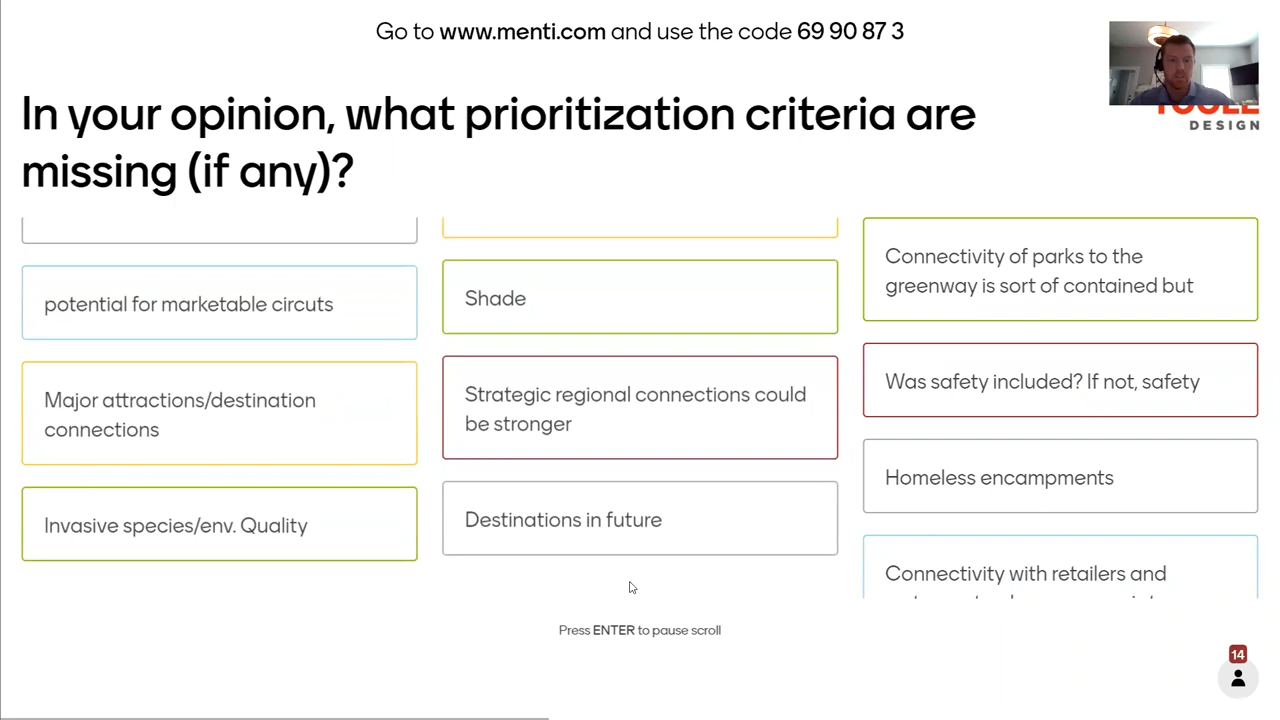 Go to www.menti.com and use the code 69 90 87 3
In your opinion, what prioritization criteria are
missing (if any)?
DESIGN
potential for marketable circuts
Major attractions/destination
connections
Invasive species/env. Quality
Shade
Strategic regional connections could
be stronger
Destinations in future
Connectivity of parks to the
greenway is sort of contained but
Was safety included? If not, safety
Homeless encampments
Connectivity with retailers and
Press ENTER to pause scroll
14